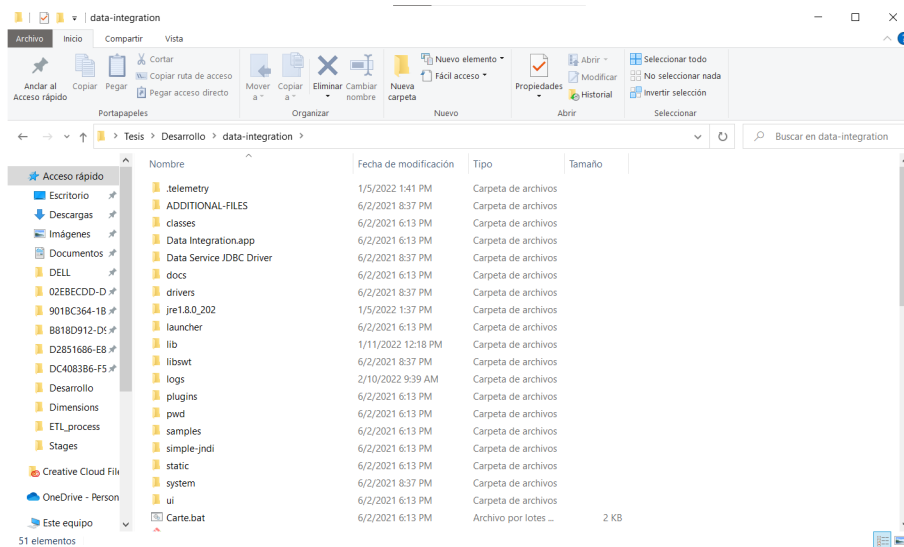 data-integration
Archivo Inicio Compartir Vista
Anclar al Acceso rápido
Copiar
Pegar
Cortar
Copiar ruta de acceso
Pegar acceso directo
Portapapeles
Mover a
Copiar a
Eliminar
Cambiar nombre
Organizar
Nueva carpeta
Nuevo elemento
Fácil acceso
Nuevo
Propiedades
Abrir
Modificar
Historial
Abrir
Seleccionar todo
No seleccionar nada
Invertir selección
Seleccionar
Tesis > Desarrollo > data-integration >
Buscar en data-integration
Acceso rápido
Escritorio
Descargas
Imágenes
Documentos
DELL
02EBECDD-D
901BC364-1B
B818D912-D9
D2851686-E8
DC4083B6-F5
Desarrollo
Dimensions
ETL_process
Stages
Creative Cloud File
OneDrive - Person
Este equipo
Nombre Fecha de modificación Tipo Tamaño
.telemetry 1/5/2022 1:41 PM Carpeta de archivos
ADDITIONAL-FILES 6/2/2021 8:37 PM Carpeta de archivos
classes 6/2/2021 6:13 PM Carpeta de archivos
Data Integration.app 6/2/2021 6:13 PM Carpeta de archivos
Data Service JDBC Driver 6/2/2021 8:37 PM Carpeta de archivos
docs 6/2/2021 6:13 PM Carpeta de archivos
drivers 6/2/2021 8:37 PM Carpeta de archivos
jre1.8.0_202 1/5/2022 1:37 PM Carpeta de archivos
launcher 6/2/2021 6:13 PM Carpeta de archivos
lib 1/11/2022 12:18 PM Carpeta de archivos
libswt 6/2/2021 8:37 PM Carpeta de archivos
logs 2/10/2022 9:39 AM Carpeta de archivos
plugins 6/2/2021 6:13 PM Carpeta de archivos
pwd 6/2/2021 6:13 PM Carpeta de archivos
samples 6/2/2021 6:13 PM Carpeta de archivos
simple-jndi 6/2/2021 6:13 PM Carpeta de archivos
static 6/2/2021 6:13 PM Carpeta de archivos
system 6/2/2021 8:37 PM Carpeta de archivos
ui 6/2/2021 6:13 PM Carpeta de archivos
Carte.bat 6/2/2021 6:13 PM Archivo por lotes ... 2 KB
51 elementos